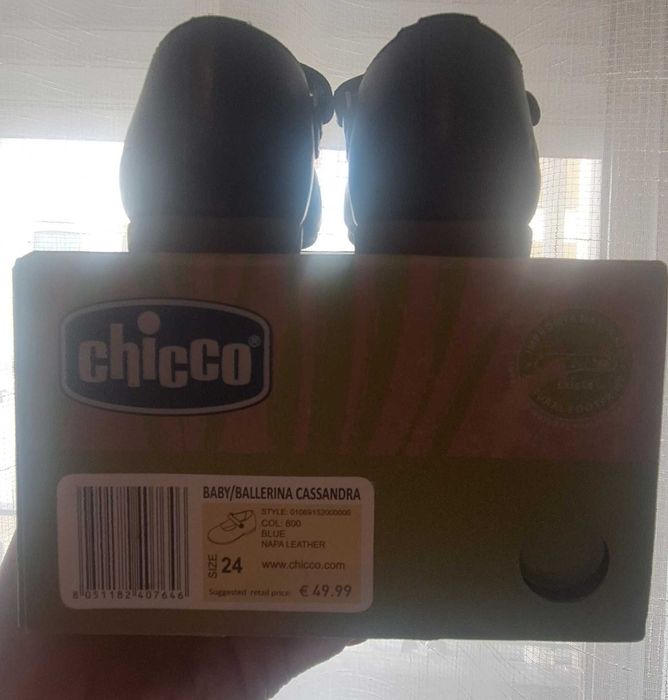 chicco®
BABY/BALLERINA CASSANDRA
STYLE: 01069152000000
COL: 800
BLUE
NAPA LEATHER
SIZE 24 www.chicco.com
8 051182 407646
Suggested retail price: € 49.99